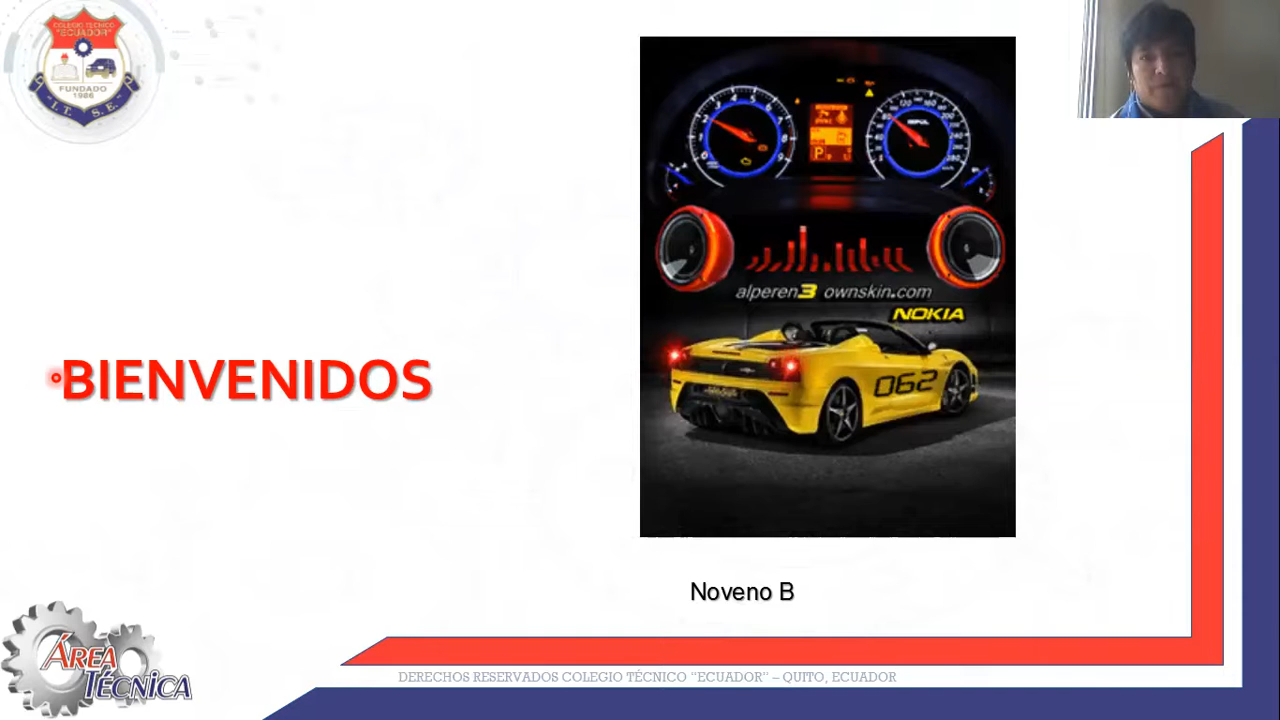 COLEGIO TÉCNICO
"ECUADOR"
FUNDADO
1986
I. T. S. E.
alperen3 ownskin.com
NOKIA
062
•BIENVENIDOS
Noveno B
ÁREA
TÉCNICA
DERECHOS RESERVADOS COLEGIO TÉCNICO “ECUADOR” – QUITO, ECUADOR